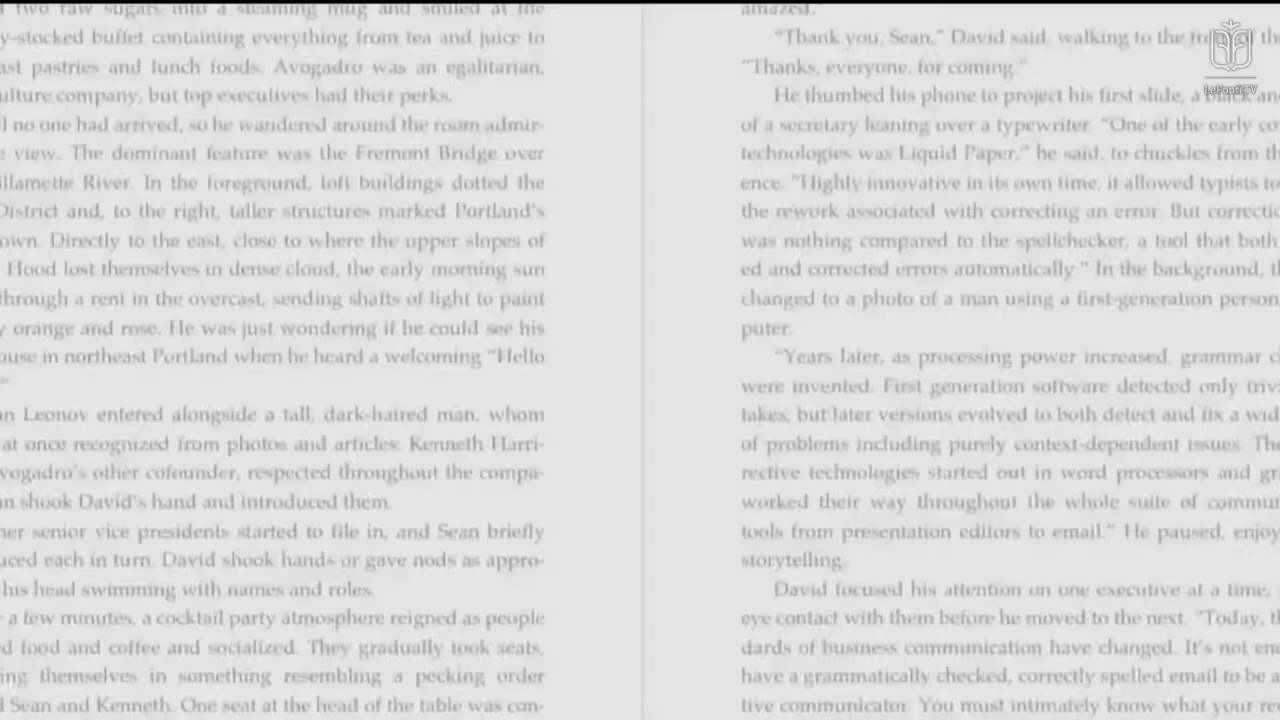 two raw sugars into a steaming mug and smiled at the
y-stocked buffet containing everything from tea and juice to
ast pastries and lunch foods. Avogadro was an egalitarian,
ulture company, but top executives had their perks.
l no one had arrived, so he wandered around the room admir-
e view. The dominant feature was the Fremont Bridge over
illamette River. In the foreground, loft buildings dotted the
District and, to the right, taller structures marked Portland's
own. Directly to the east, close to where the upper slopes of
Hood lost themselves in dense cloud, the early morning sun
through a rent in the overcast, sending shafts of light to paint
y orange and rose. He was just wondering if he could see his
ouse in northeast Portland when he heard a welcoming "Hello
"
an Leonov entered alongside a tall, dark-haired man, whom
at once recognized from photos and articles: Kenneth Harri-
vogadro's other cofounder, respected throughout the compa-
an shook David's hand and introduced them.
her senior vice presidents started to file in, and Sean briefly
uced each in turn. David shook hands or gave nods as appro-
his head swimming with names and roles.
r a few minutes, a cocktail party atmosphere reigned as people
ed food and coffee and socialized. They gradually took seats,
ing themselves in something resembling a pecking order
d Sean and Kenneth. One seat at the head of the table was con-
amazed."
"Thank you, Sean," David said, walking to the fr
"Thanks, everyone, for coming."
He thumbed his phone to project his first slide, a black and
of a secretary leaning over a typewriter. "One of the early co
technologies was Liquid Paper," he said, to chuckles from th
ence. "Highly innovative in its own time, it allowed typists to
the rework associated with correcting an error. But correctio
was nothing compared to the spellchecker, a tool that both
ed and corrected errors automatically." In the background, th
changed to a photo of a man using a first-generation person
puter.
"Years later, as processing power increased, grammar c
were invented. First generation software detected only trivi
takes, but later versions evolved to both detect and fix a wid
of problems including purely context-dependent issues. The
rective technologies started out in word processors and gr
worked their way throughout the whole suite of commun
tools from presentation editors to email." He paused, enjoy
storytelling.
David focused his attention on one executive at a time,
eye contact with them before he moved to the next. "Today, th
dards of business communication have changed. It's not eno
have a grammatically checked, correctly spelled email to be a
tive communicator. You must intimately know what your re